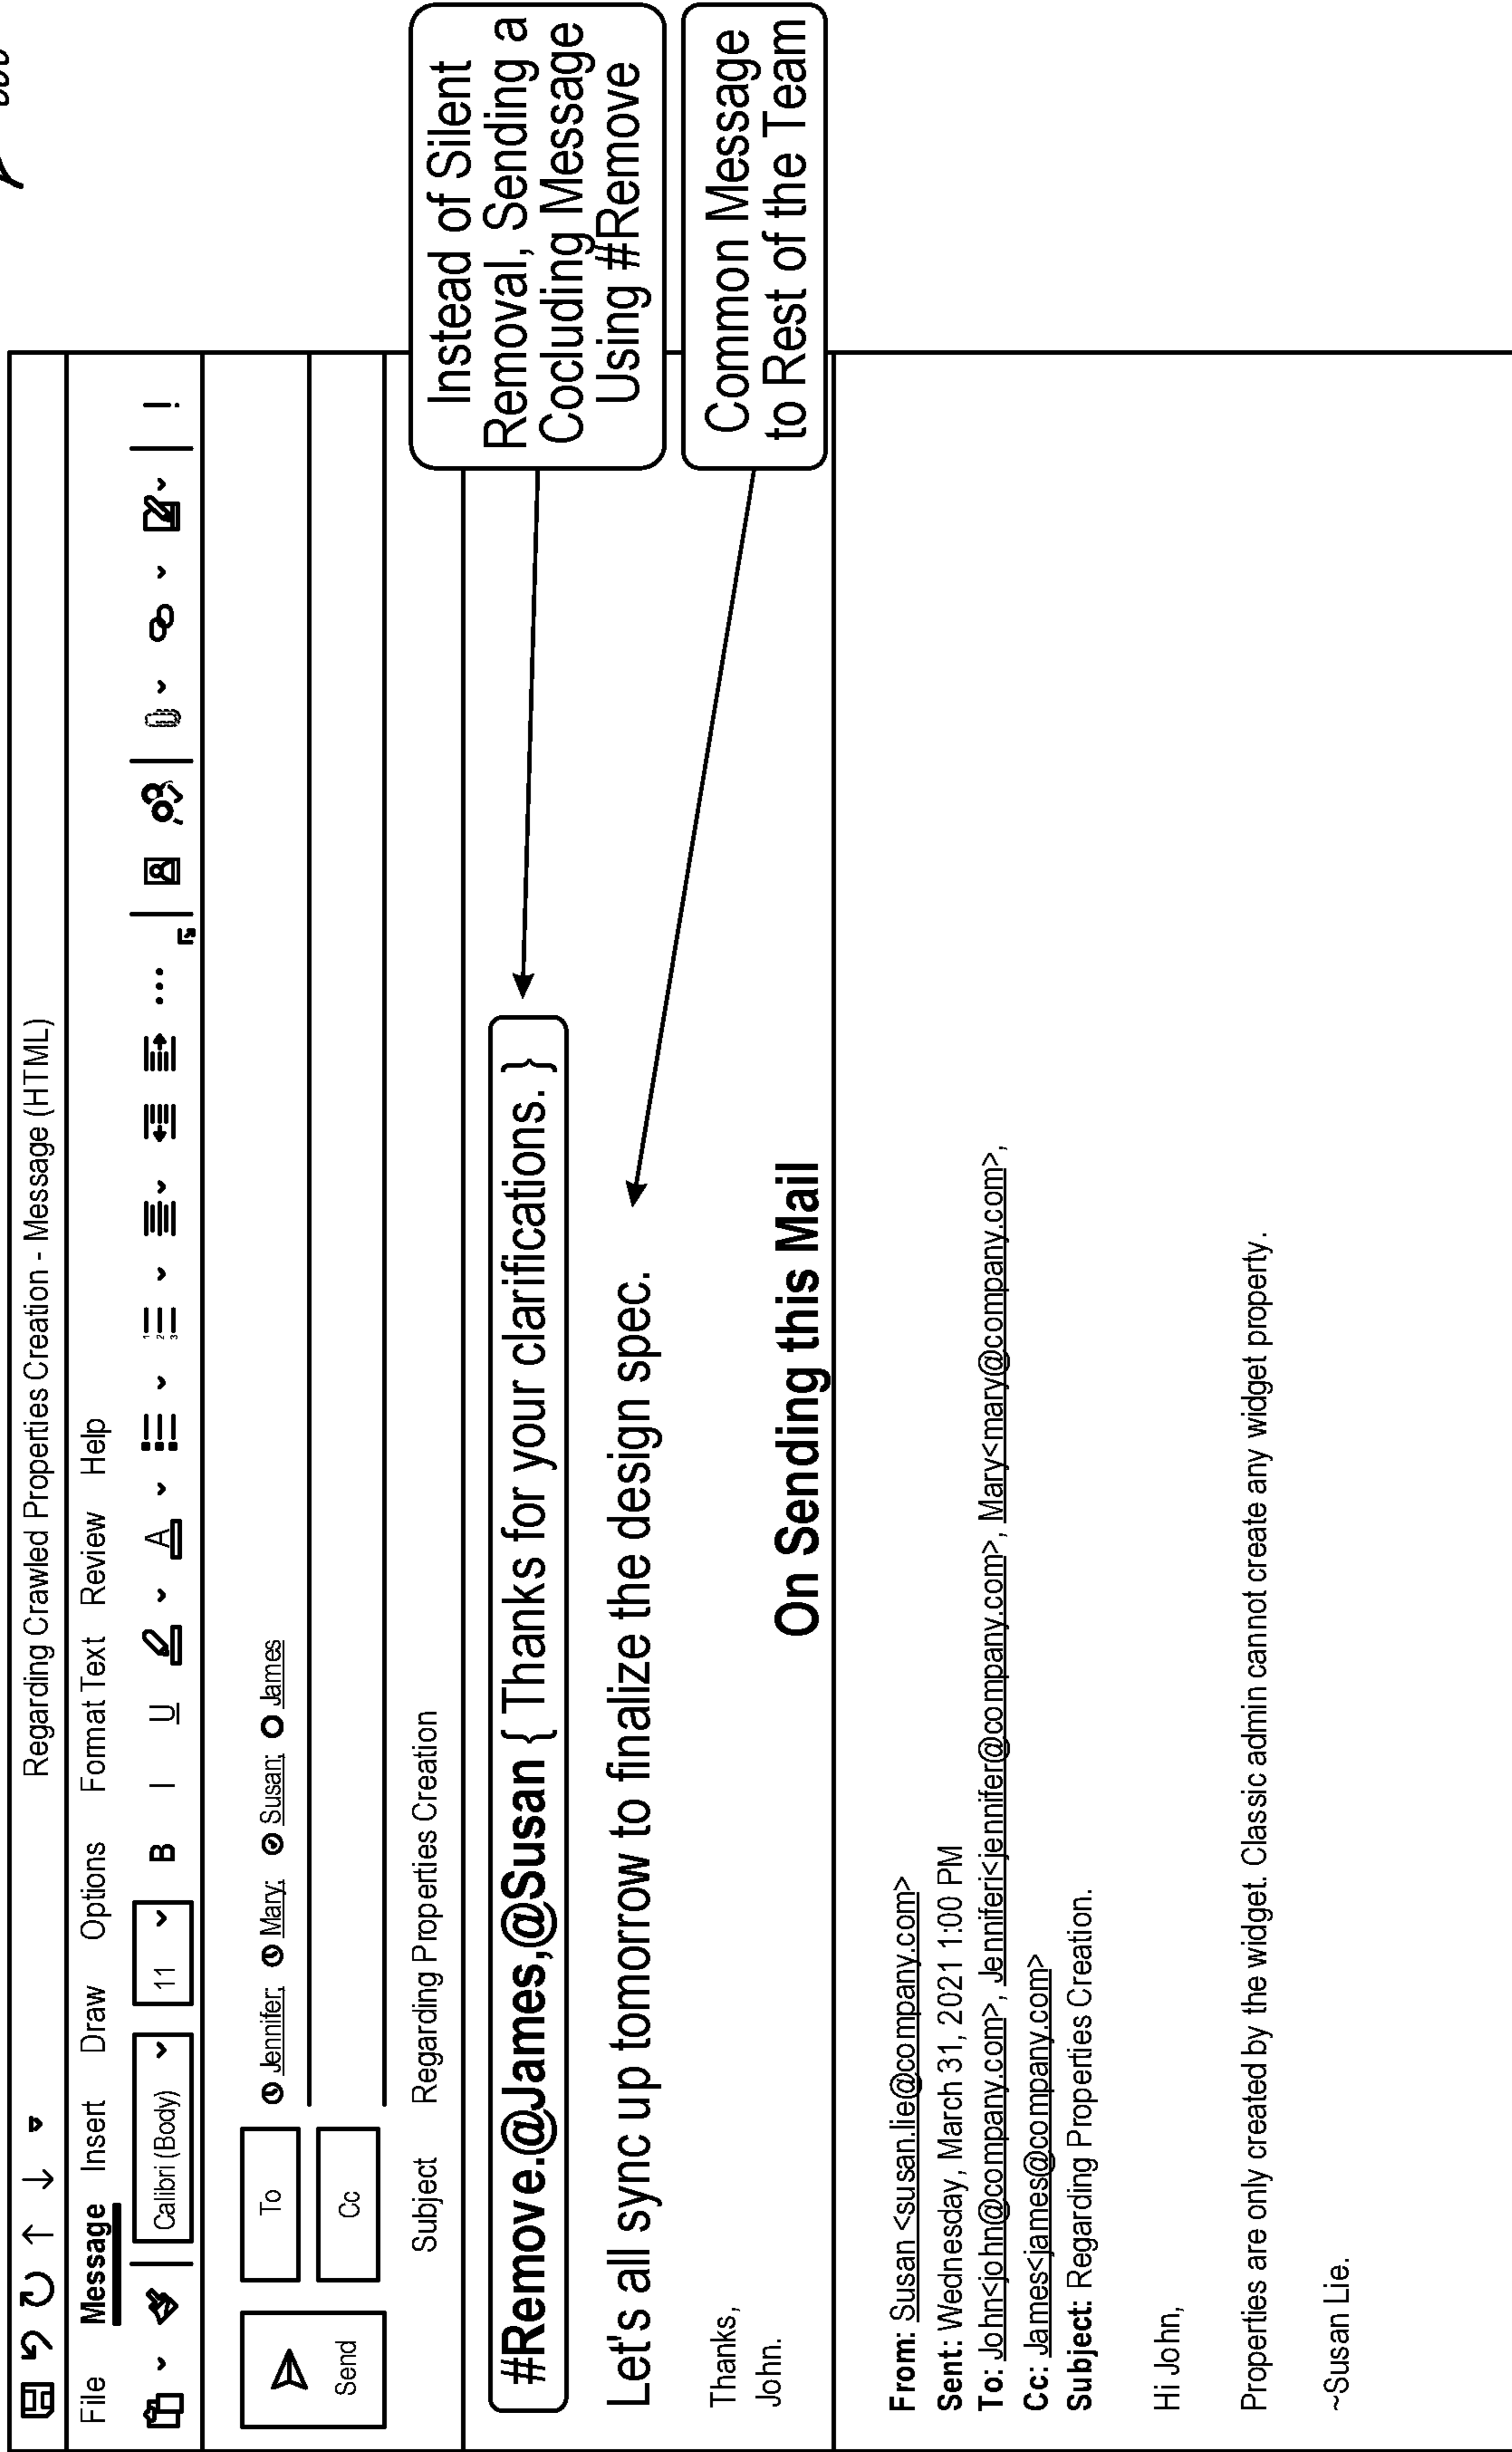 Regarding Crawled Properties Creation - Message (HTML)
File Message Insert Draw Options Format Text Review Help
Calibri (Body) 11 B I U A
Send
To Jennifer; Mary; Susan; James
Cc
Subject Regarding Properties Creation
#Remove.@James,@Susan { Thanks for your clarifications. }
Instead of Silent
Removal, Sending a
Cocluding Message
Using #Remove
Let's all sync up tomorrow to finalize the design spec.
Common Message
to Rest of the Team
Thanks,
John.
On Sending this Mail
From: Susan <susan.lie@company.com>
Sent: Wednesday, March 31, 2021 1:00 PM
To: John<john@company.com>, Jenniferi<jennifer@company.com>, Mary<mary@company.com>,
Cc: James<james@company.com>
Subject: Regarding Properties Creation.
Hi John,
Properties are only created by the widget. Classic admin cannot create any widget property.
~Susan Lie.